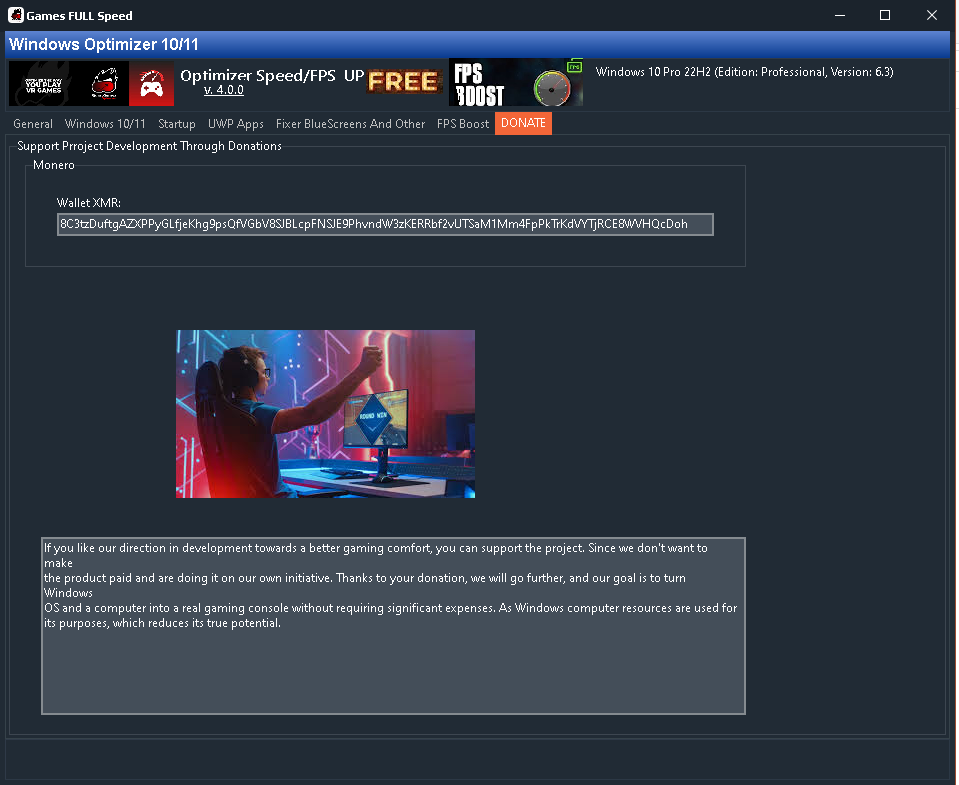 Games FULL Speed
Windows Optimizer 10/11
YOU PLAY
VR GAMES
Optimizer Speed/FPS UP
v. 4.0.0
FREE
FPS
BOOST
FPS
Windows 10 Pro 22H2 (Edition: Professional, Version: 6.3)
General Windows 10/11 Startup UWP Apps Fixer BlueScreens And Other FPS Boost DONATE
Support Prroject Development Through Donations
Monero
Wallet XMR:
8C3tzDuftgAZXPPyGLfjeKhg9psQfVGbV8SJBLcpFNSJE9PhvndW3zKERRbf2vUTSaM1Mm4FpPkTrKdVYTjRCE8WVHQcDoh
ROUND WIN
If you like our direction in development towards a better gaming comfort, you can support the project. Since we don't want to
make
the product paid and are doing it on our own initiative. Thanks to your donation, we will go further, and our goal is to turn
Windows
OS and a computer into a real gaming console without requiring significant expenses. As Windows computer resources are used for
its purposes, which reduces its true potential.